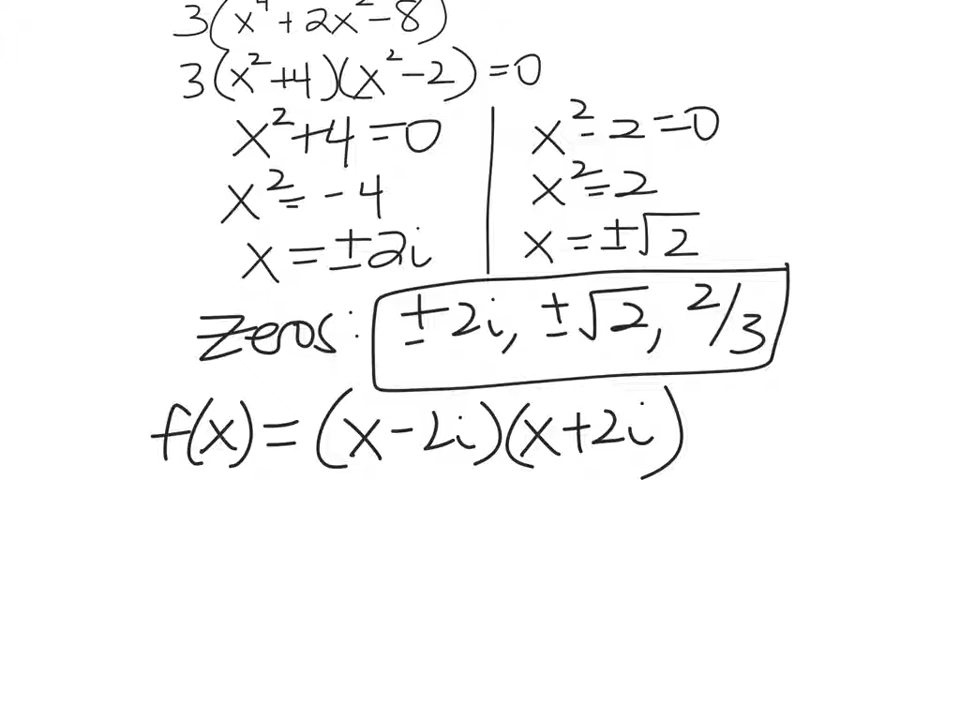 3(x⁴+2x²-8)
3(x²+4)(x²-2)=0
x²+4=0
x²=-4
x=±2i
x²-2=0
x²=2
x=±√2
Zeros: ±2i, ±√2, 2/3
f(x)=(x-2i)(x+2i)